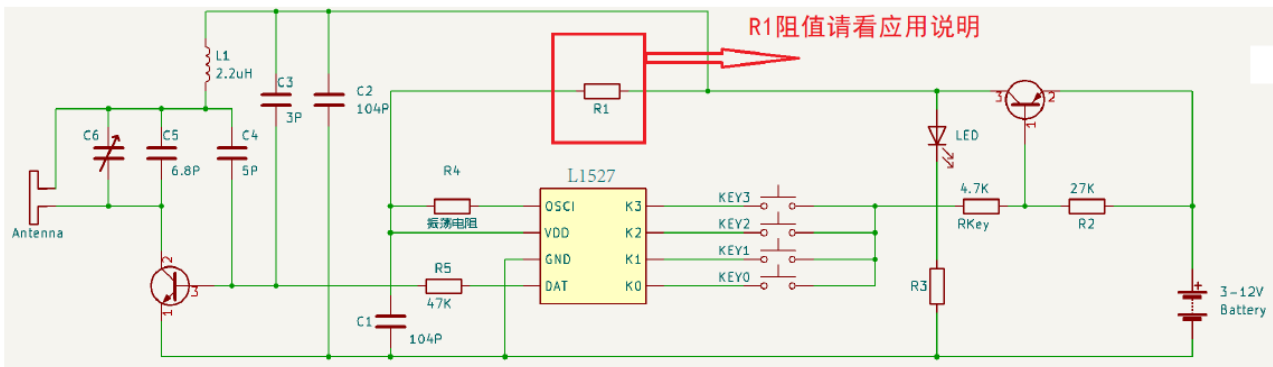 R1阻值请看应用说明
L1
2.2uH
C3
3P
C2
104P
R1
3
2
1
LED
C6
C5
6.8P
C4
5P
Antenna
R4
振荡电阻
L1527
OSCI
VDD
GND
DAT
K3
K2
K1
K0
KEY3
KEY2
KEY1
KEY0
4.7K
RKey
27K
R2
2
3
1
R5
47K
C1
104P
R3
+
3-12V
Battery